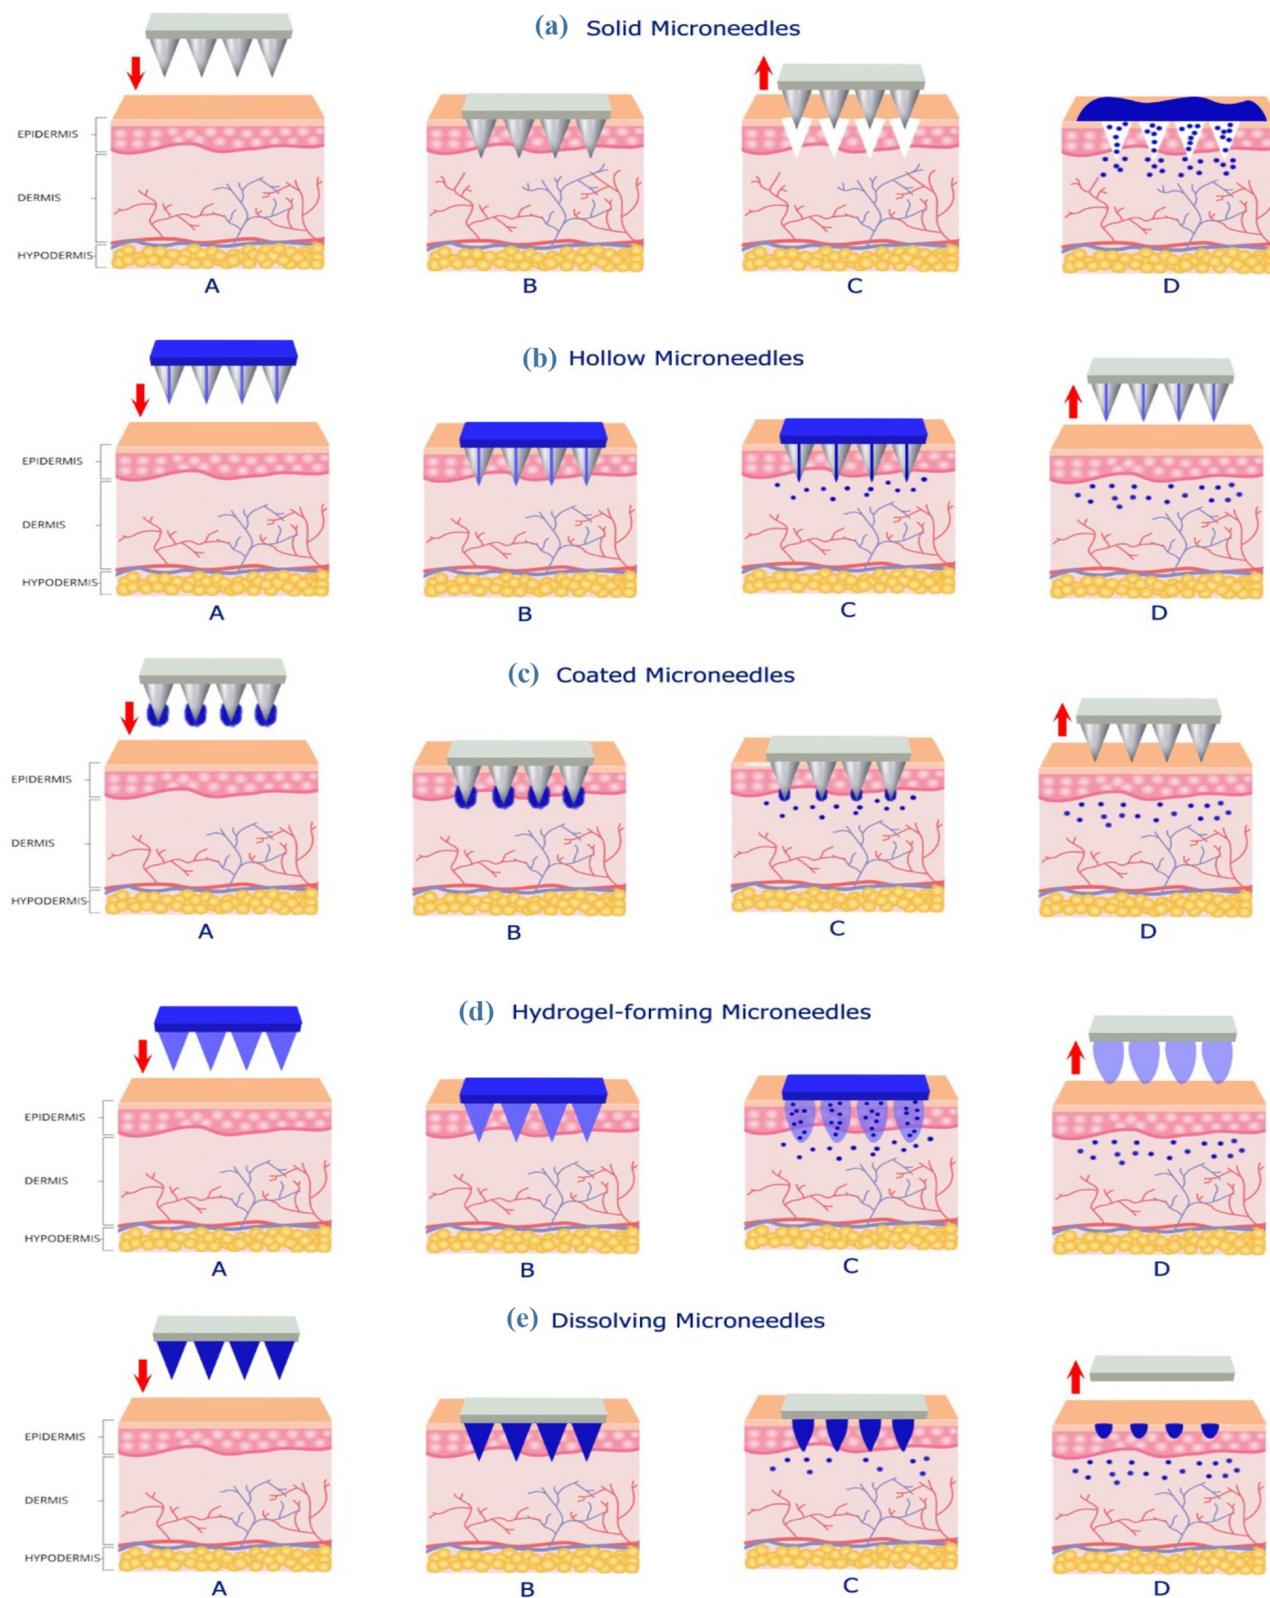 (a) Solid Microneedles
EPIDERMIS
DERMIS
HYPODERMIS
A
B
C
D
(b) Hollow Microneedles
EPIDERMIS
DERMIS
HYPODERMIS
A
B
C
D
(c) Coated Microneedles
EPIDERMIS
DERMIS
HYPODERMIS
A
B
C
D
(d) Hydrogel-forming Microneedles
EPIDERMIS
DERMIS
HYPODERMIS
A
B
C
D
(e) Dissolving Microneedles
EPIDERMIS
DERMIS
HYPODERMIS
A
B
C
D